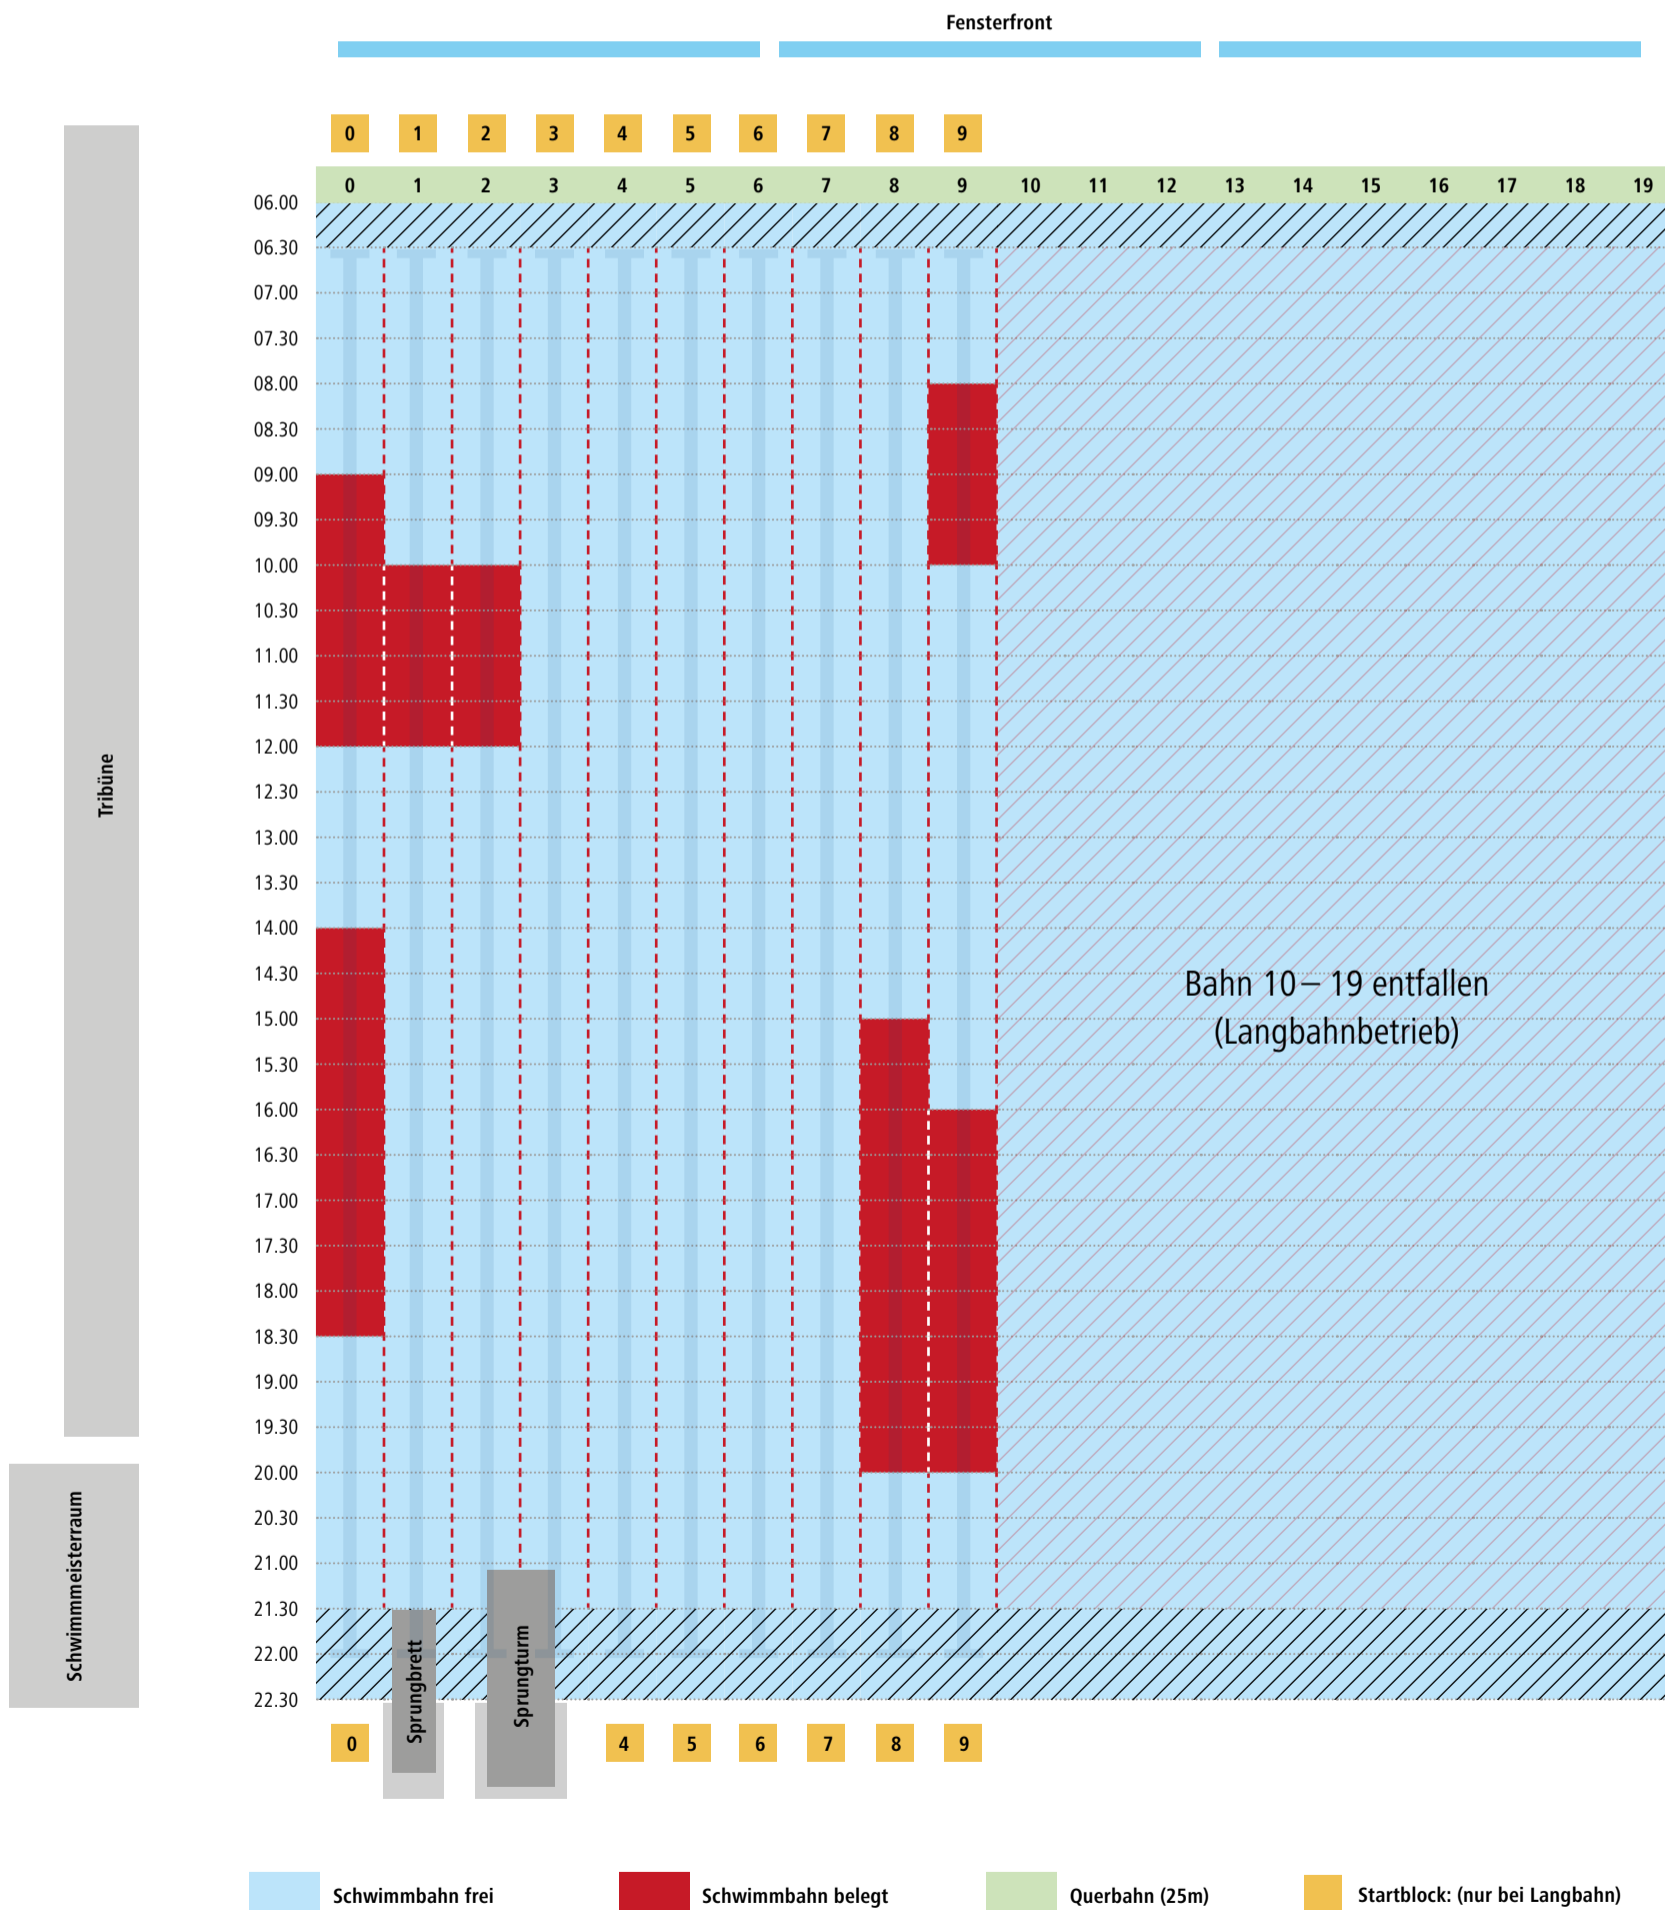 Fensterfront
0 1 2 3 4 5 6 7 8 9
0 1 2 3 4 5 6 7 8 9 10 11 12 13 14 15 16 17 18 19
06.00
06.30
07.00
07.30
08.00
08.30
09.00
09.30
10.00
10.30
11.00
11.30
12.00
12.30
13.00
13.30
14.00
14.30
15.00
15.30
16.00
16.30
17.00
17.30
18.00
18.30
19.00
19.30
20.00
20.30
21.00
21.30
22.00
22.30
Tribüne
Schwimmmeisterraum
Bahn 10 – 19 entfallen
(Langbahnbetrieb)
Sprungbrett
Sprungturm
0 4 5 6 7 8 9
Schwimmbahn frei
Schwimmbahn belegt
Querbahn (25m)
Startblock: (nur bei Langbahn)